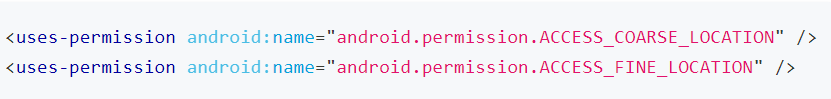 <uses-permission android:name="android.permission.ACCESS_COARSE_LOCATION" />
<uses-permission android:name="android.permission.ACCESS_FINE_LOCATION" />